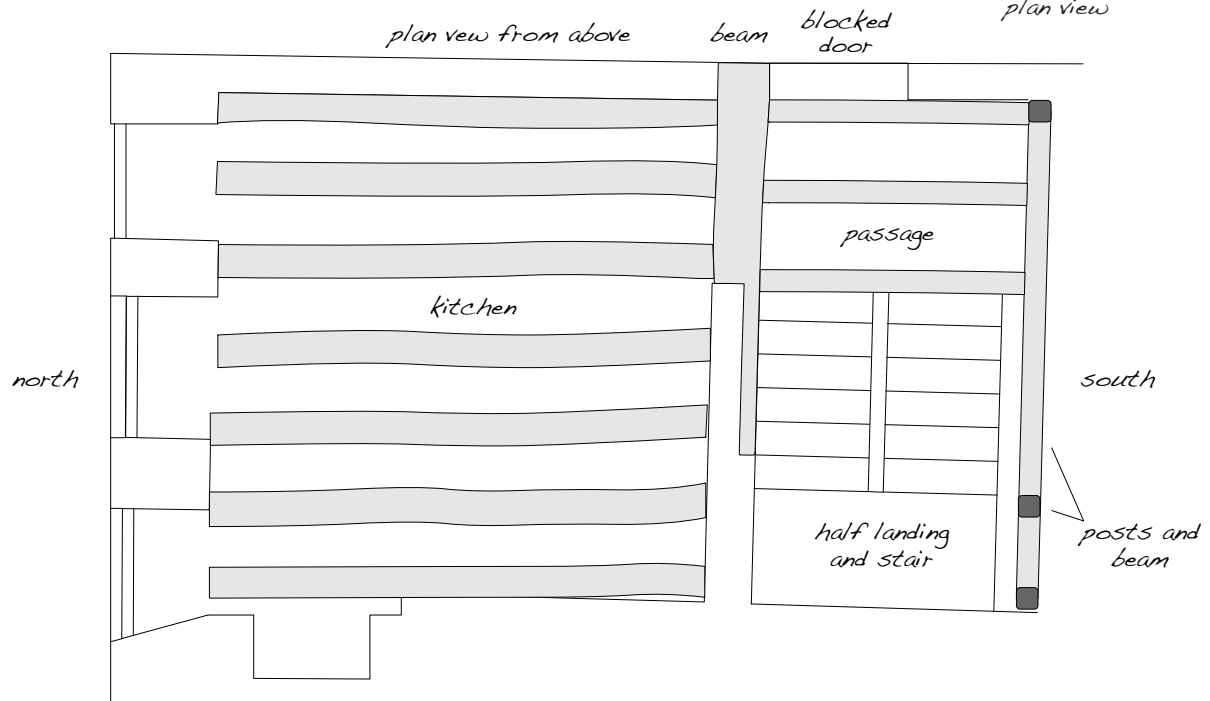 plan view
plan vew from above
beam
blocked
door
passage
kitchen
north
south
half landing
and stair
posts and
beam